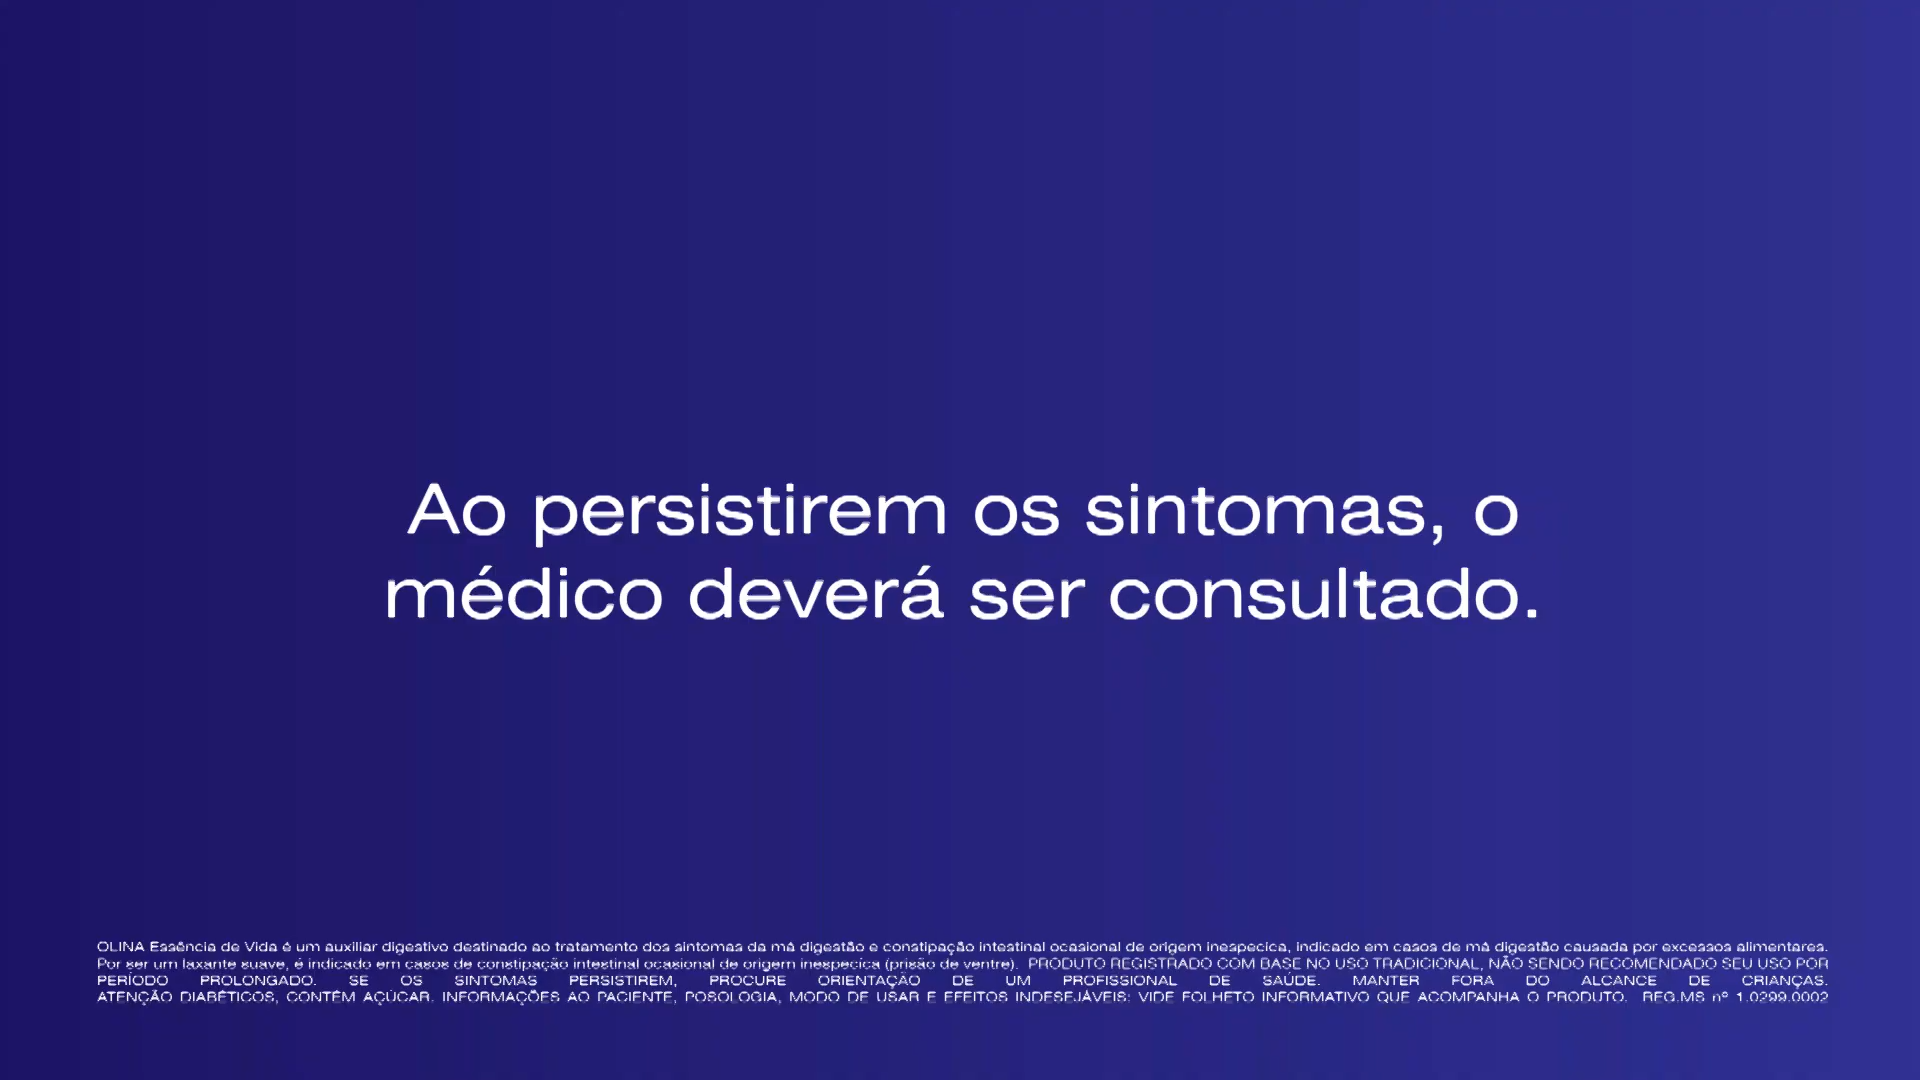 Ao persistirem os sintomas, o
médico deverá ser consultado.
OLINA Essência de Vida é um auxiliar digestivo destinado ao tratamento dos sintomas da má digestão e constipação intestinal ocasional de origem inespecica, indicado em casos de má digestão causada por excessos alimentares.
Por ser um laxante suave, é indicado em casos de constipação intestinal ocasional de origem inespecica (prisão de ventre). PRODUTO REGISTRADO COM BASE NO USO TRADICIONAL, NÃO SENDO RECOMENDADO SEU USO POR
PERÍODO PROLONGADO. SE OS SINTOMAS PERSISTIREM, PROCURE ORIENTAÇÃO DE UM PROFISSIONAL DE SAÚDE. MANTER FORA DO ALCANCE DE CRIANÇAS.
ATENÇÃO DIABÉTICOS, CONTÉM AÇÚCAR. INFORMAÇÕES AO PACIENTE, POSOLOGIA, MODO DE USAR E EFEITOS INDESEJÁVEIS: VIDE FOLHETO INFORMATIVO QUE ACOMPANHA O PRODUTO. REG.MS nº 1.0299.0002